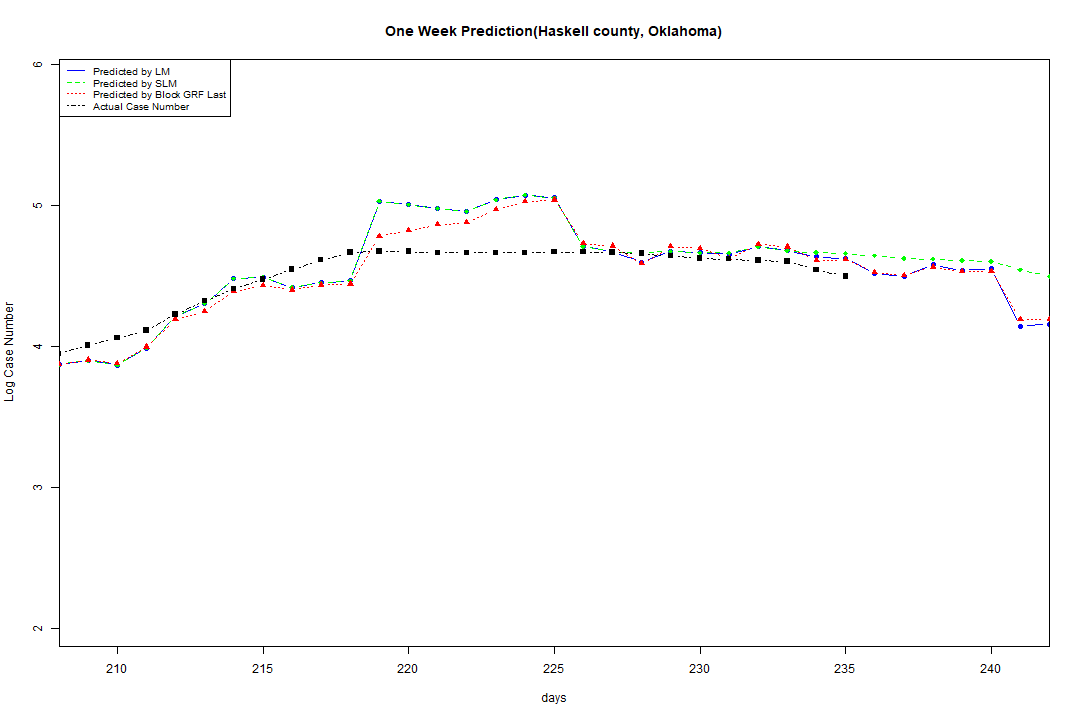 One Week Prediction(Haskell county, Oklahoma)
Predicted by LM
Predicted by SLM
Predicted by Block GRF Last
Actual Case Number
6
5
4
3
2
Log Case Number
210 215 220 225 230 235 240
days